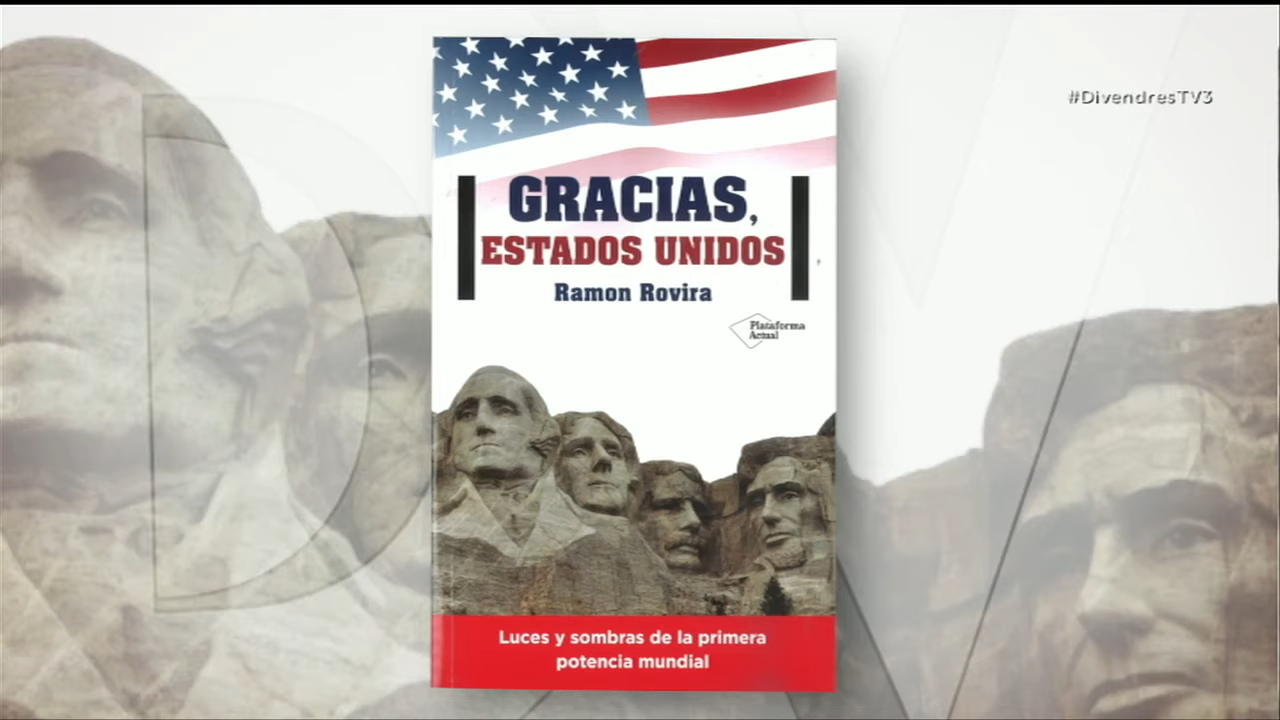 #DivendresTV3
GRACIAS,
ESTADOS UNIDOS
Ramon Rovira
Plataforma
Actual
Luces y sombras de la primera
potencia mundial